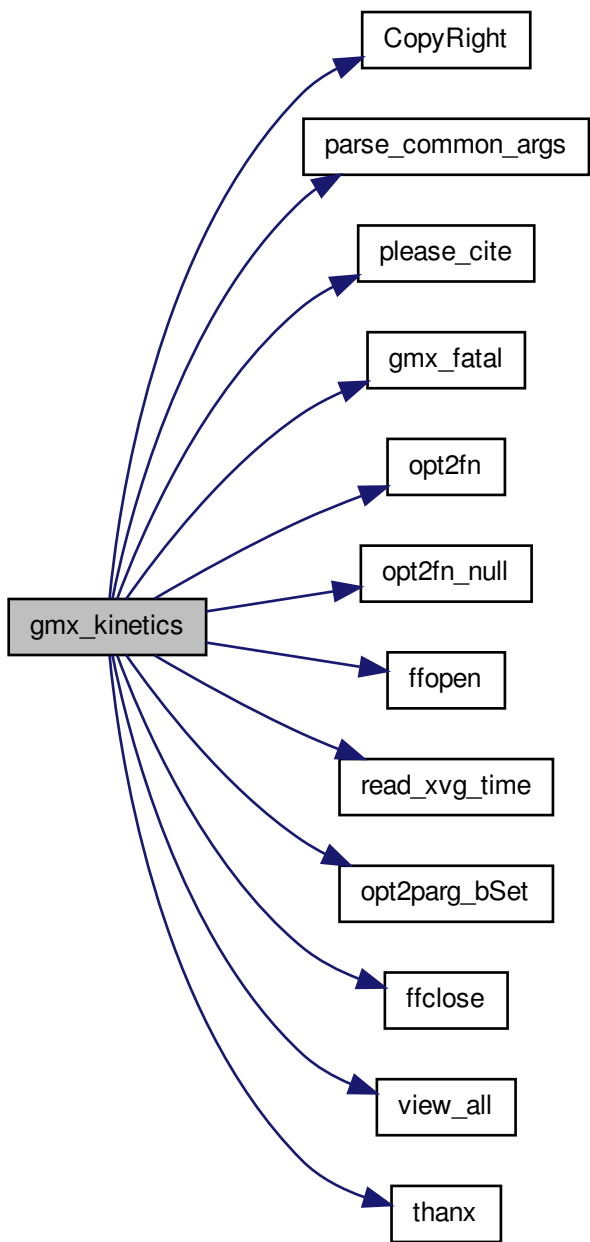 CopyRight
parse_common_args
please_cite
gmx_fatal
opt2fn
opt2fn_null
gmx_kinetics
ffopen
read_xvg_time
opt2parg_bSet
ffclose
view_all
thanx